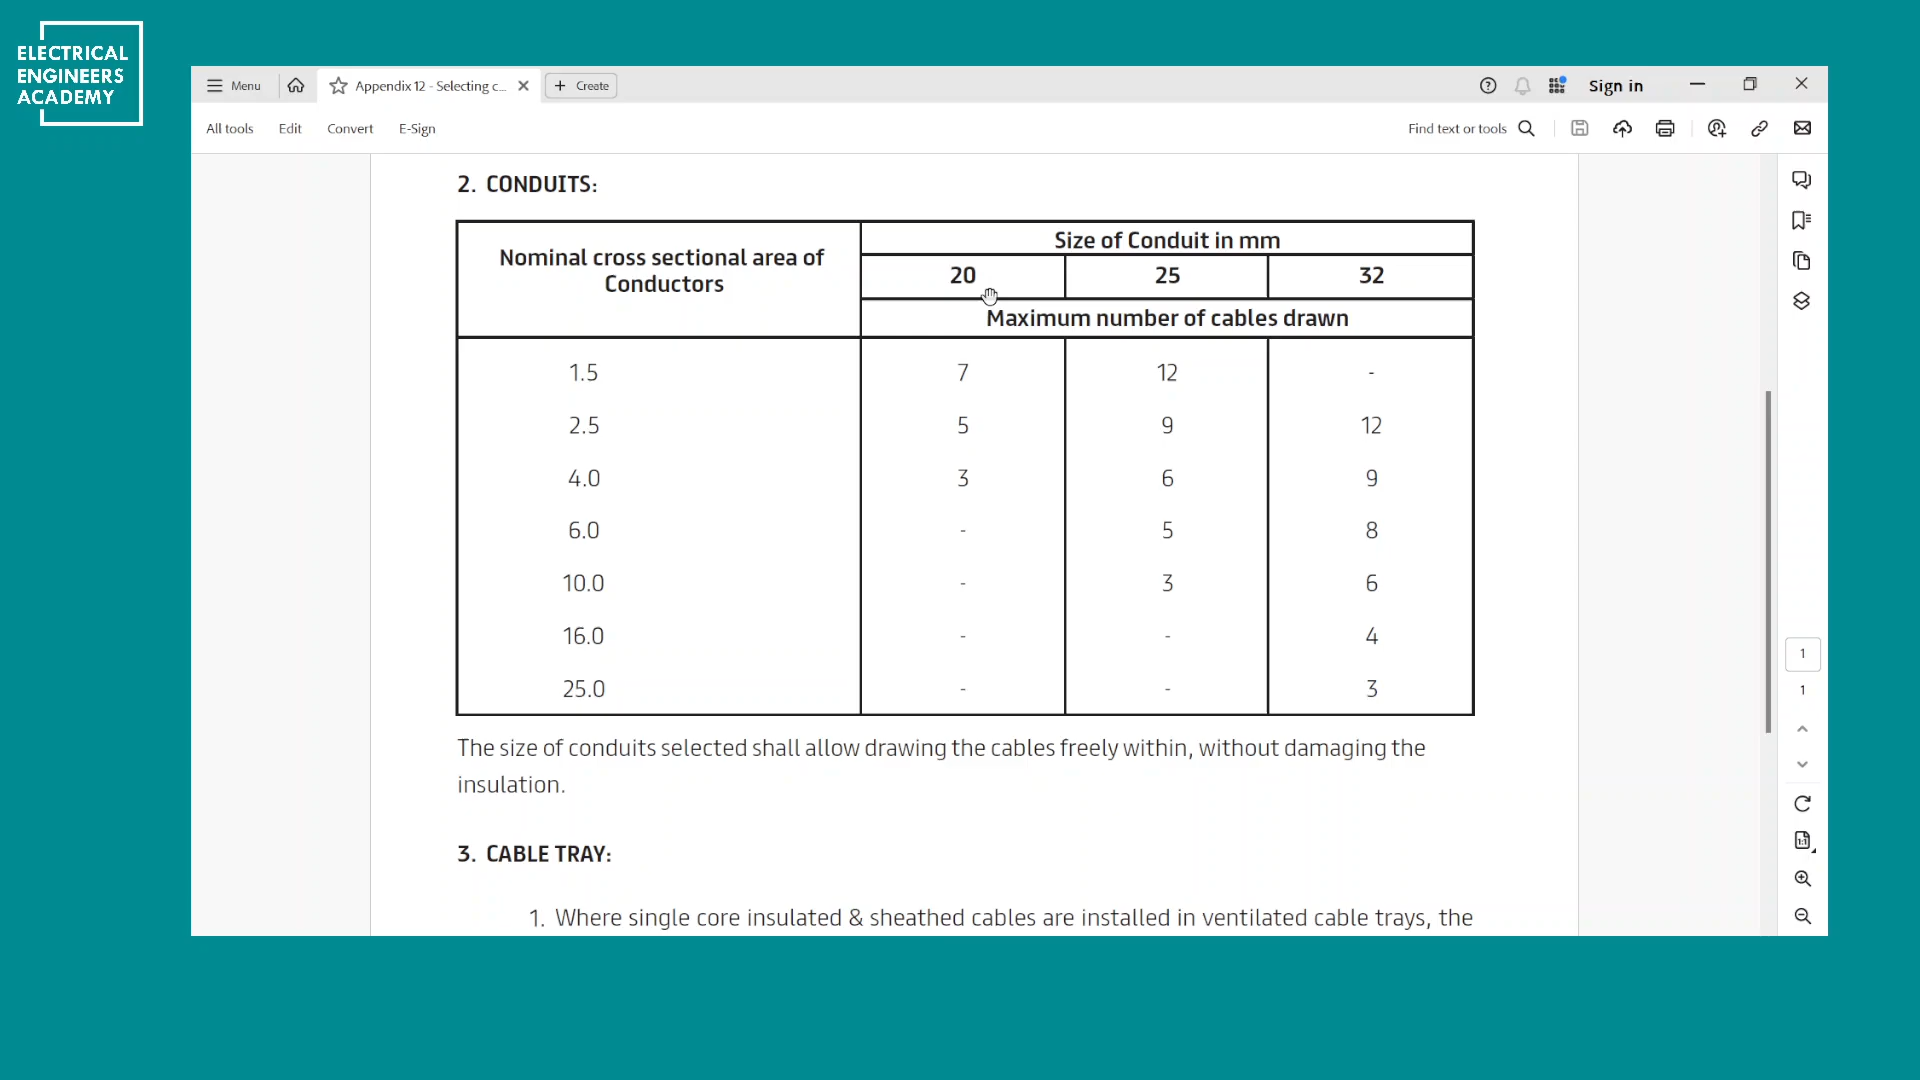 ELECTRICAL
ENGINEERS
ACADEMY
Menu
Appendix 12 - Selecting c...
Create
Sign in
All tools
Edit
Convert
E-Sign
Find text or tools
2. CONDUITS:
Nominal cross sectional area of
Conductors
Size of Conduit in mm
20 25 32
Maximum number of cables drawn
1.5 7 12 -
2.5 5 9 12
4.0 3 6 9
6.0 - 5 8
10.0 - 3 6
16.0 - - 4
25.0 - - 3
The size of conduits selected shall allow drawing the cables freely within, without damaging the
insulation.
3. CABLE TRAY:
1. Where single core insulated & sheathed cables are installed in ventilated cable trays, the
1
1